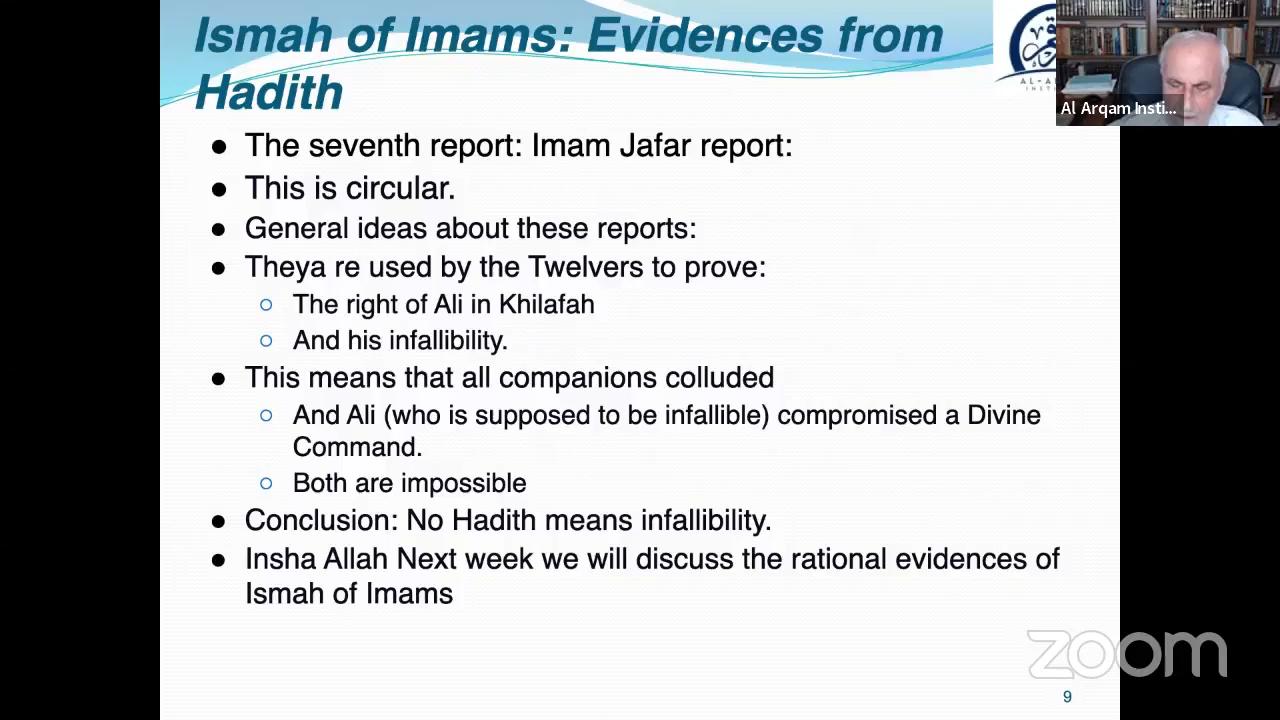 Ismah of Imams: Evidences from
Hadith
Al Arqam Insti...
● The seventh report: Imam Jafar report:
● This is circular.
● General ideas about these reports:
● Theya re used by the Twelvers to prove:
○ The right of Ali in Khilafah
○ And his infallibility.
● This means that all companions colluded
○ And Ali (who is supposed to be infallible) compromised a Divine
Command.
○ Both are impossible
● Conclusion: No Hadith means infallibility.
● Insha Allah Next week we will discuss the rational evidences of
Ismah of Imams
zoom
9